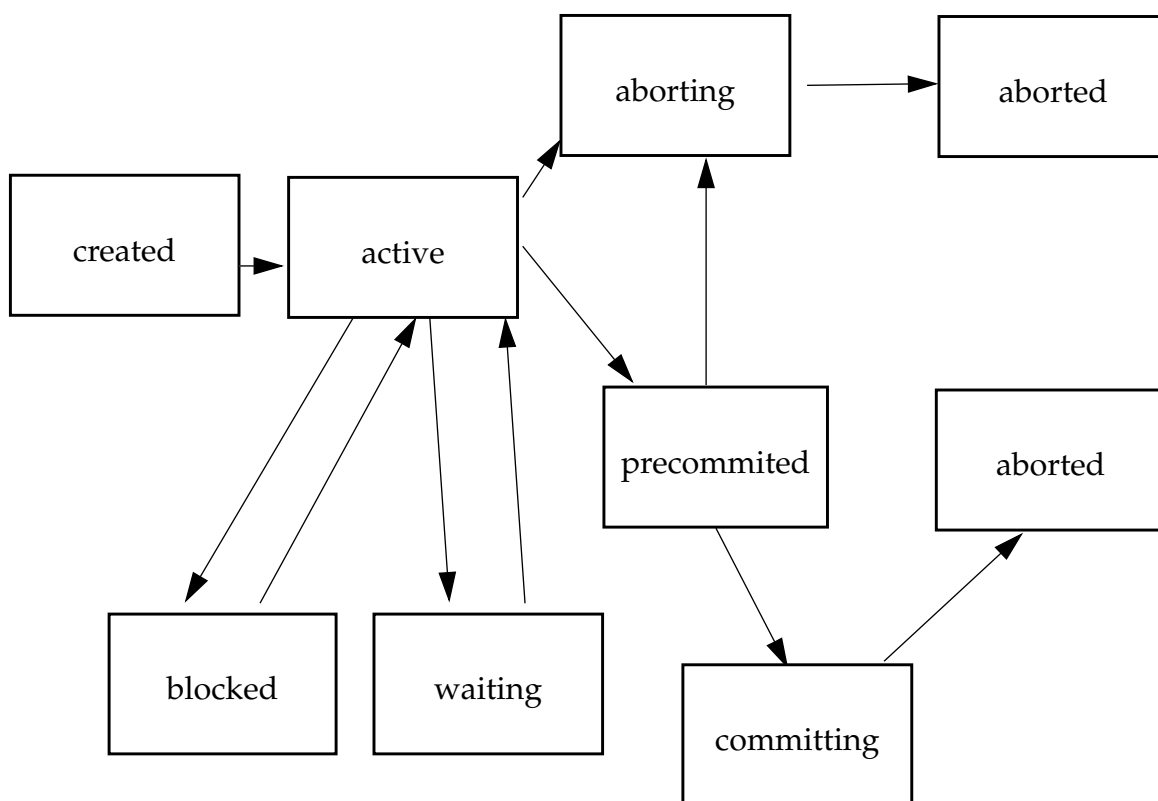 aborting
aborted
created
active
precommited
aborted
blocked
waiting
committing